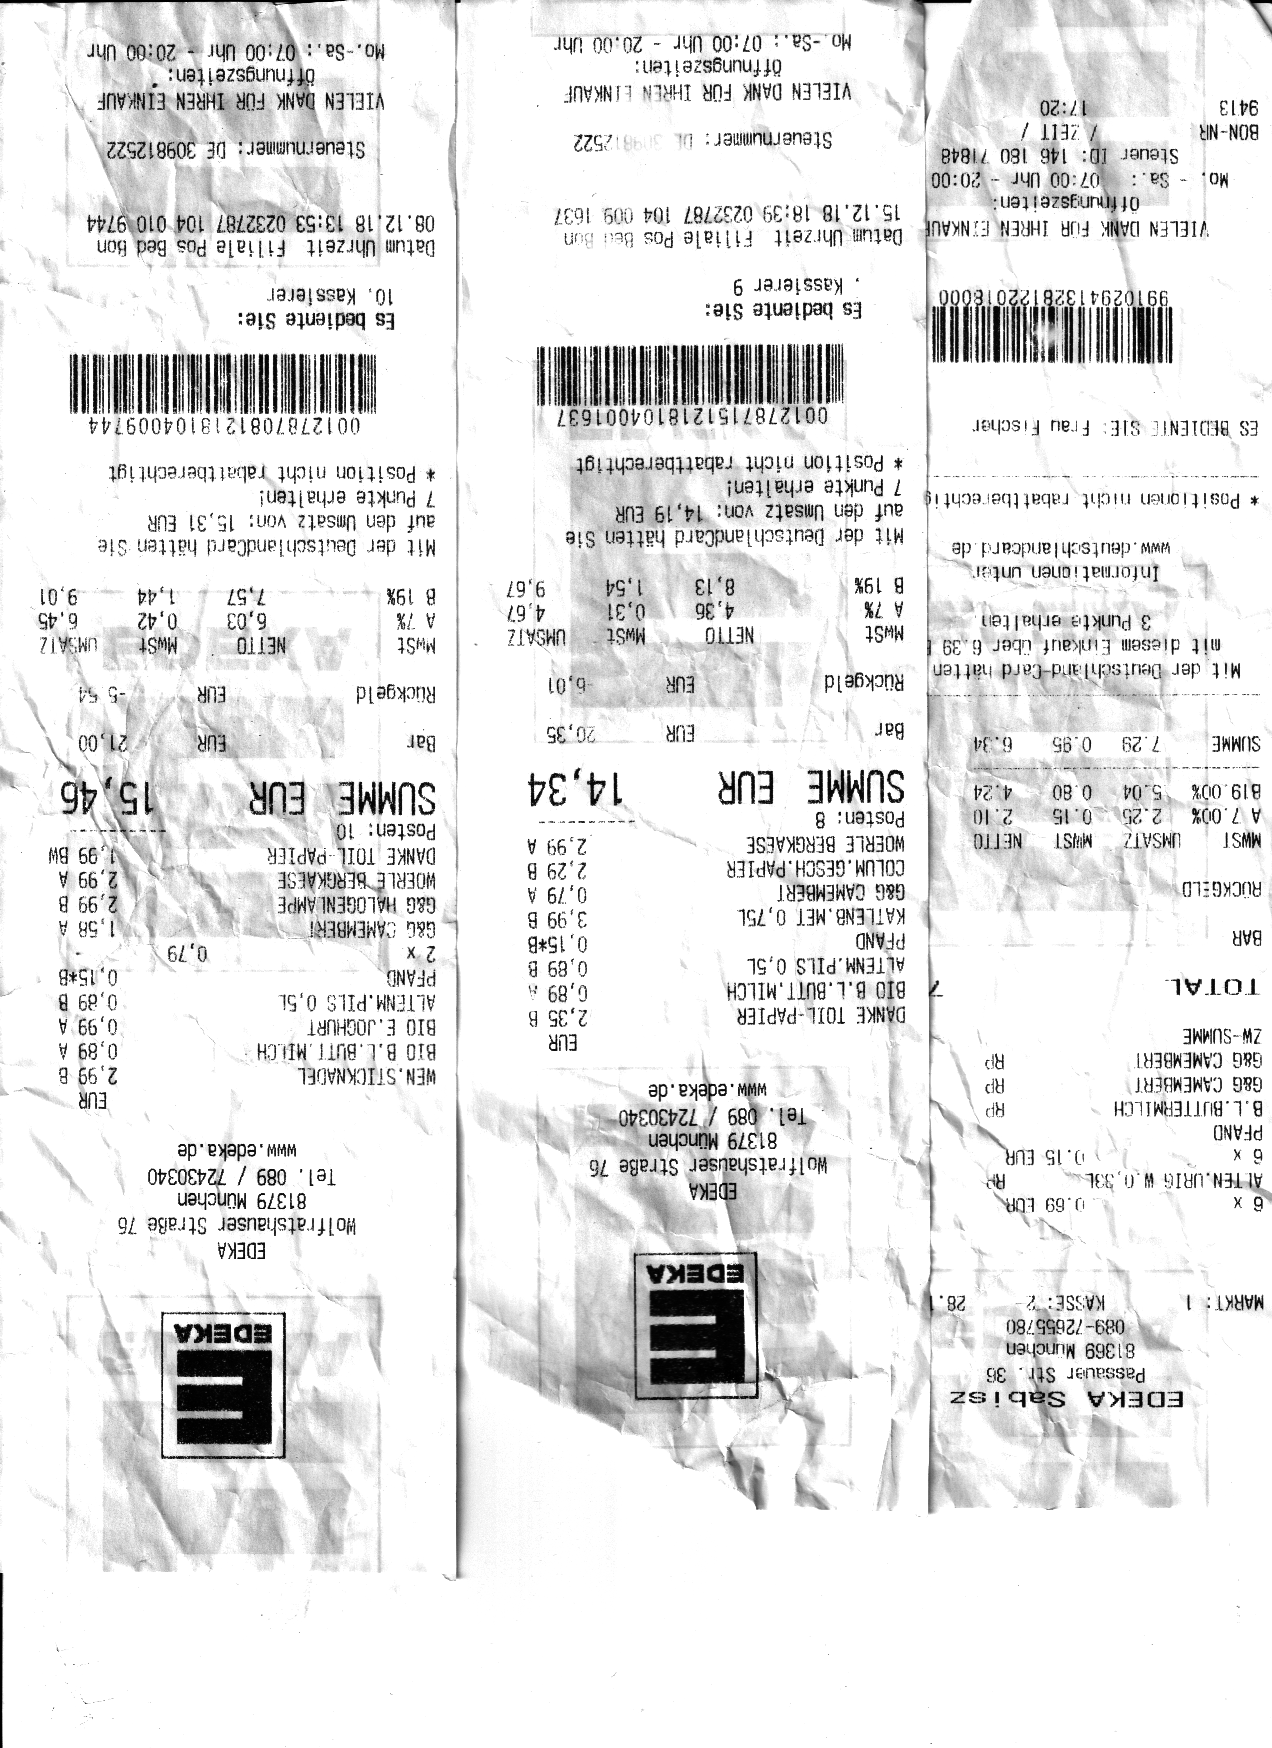 EDEKA Sabisz
Passauer Str. 36
81369 München
089-72655780
MARKT: 1 KASSE: 2 28.1
6 x 0.69 EUR
ALTEN.URIG W.0,33L RP
6 x 0.15 EUR
PFAND
B.L.BUTTERMILCH RP
G&G CAMEMBERT RP
G&G CAMEMBERT RP
ZW-SUMME
TOTAL 7
BAR
RÜCKGELD
MWST UMSATZ MWST NETTO
A 7.00% 2.25 0.15 2.10
B19.00% 5.04 0.80 4.24
SUMME 7.29 0.95 6.34
Mit der Deutschland-Card hätten
mit diesem Einkauf über 6.39
3 Punkte erhalten
Informationen unter
www.deutschlandcard.de
* Positionen nicht rabattberechtig
ES BEDIENTE SIE: Frau Fischer
99102941328122018000
VIELEN DANK FÜR IHREN EINKAUF
Öffnungszeiten:
Mo. - Sa.: 07:00 Uhr - 20:00
Steuer ID: 146 180 71848
BON-NR / ZEIT /
9413 17:20
EDEKA
EDEKA
Wolfratshauser Straße 76
81379 München
Tel. 089 / 72430340
www.edeka.de
EUR
DANKE TOIL-PAPIER 2,35 B
BIO B.L.BUTT.MILCH 0,89 A
ALTENM.PILS 0,5L 0,89 B
PFAND 0,15*B
KATLENB.MET 0,75L 3,99 B
G&G CAMEMBERT 0,79 A
COLUM.GESCH.PAPIER 2,29 B
WOERLE BERGKAESE 2,99 A
Posten: 8
SUMME EUR 14,34
Bar EUR 20,35
Rückgeld EUR -6,01
MWSt NETTO MWSt UMSATZ
A 7% 4,36 0,31 4,67
B 19% 8,13 1,54 9,67
Mit der DeutschlandCard hätten Sie
auf den Umsatz von: 14,19 EUR
7 Punkte erhalten!
* Position nicht rabattberechtigt
001278715121810400 1637
Es bediente Sie:
. Kassierer 9
Datum Uhrzeit Filiale Pos Bed Bon
15.12.18 18:39 0232787 104 009 1637
Steuernummer: DE 309812522
VIELEN DANK FÜR IHREN EINKAUF
Öffnungszeiten:
Mo.-Sa.: 07:00 Uhr - 20:00 Uhr
EDEKA
EDEKA
Wolfratshauser Straße 76
81379 München
Tel. 089 / 72430340
www.edeka.de
EUR
WEN.STICKNADEL 2,99 B
BIO B.L.BUTT.MILCH 0,89 A
BIO E.JOGHURT 0,99 A
ALTENM.PILS 0,5L 0,89 B
PFAND 0,15*B
2 x 0,79
G&G CAMEMBERT 1,58 A
G&G HALOGENLAMPE 2,99 B
WOERLE BERGKAESE 2,99 A
DANKE TOIL-PAPIER 1,99 BW
Posten: 10
SUMME EUR 15,46
Bar EUR 21,00
Rückgeld EUR -5,54
MWSt NETTO MWSt UMSATZ
A 7% 6,03 0,42 6,45
B 19% 7,57 1,44 9,01
Mit der DeutschlandCard hätten Sie
auf den Umsatz von: 15,31 EUR
7 Punkte erhalten!
* Position nicht rabattberechtigt
0012787081218104009744
Es bediente Sie:
10. Kassierer
Datum Uhrzeit Filiale Pos Bed Bon
08.12.18 13:53 0232787 104 010 9744
Steuernummer: DE 309812522
VIELEN DANK FÜR IHREN EINKAUF
Öffnungszeiten:
Mo.-Sa.: 07:00 Uhr - 20:00 Uhr